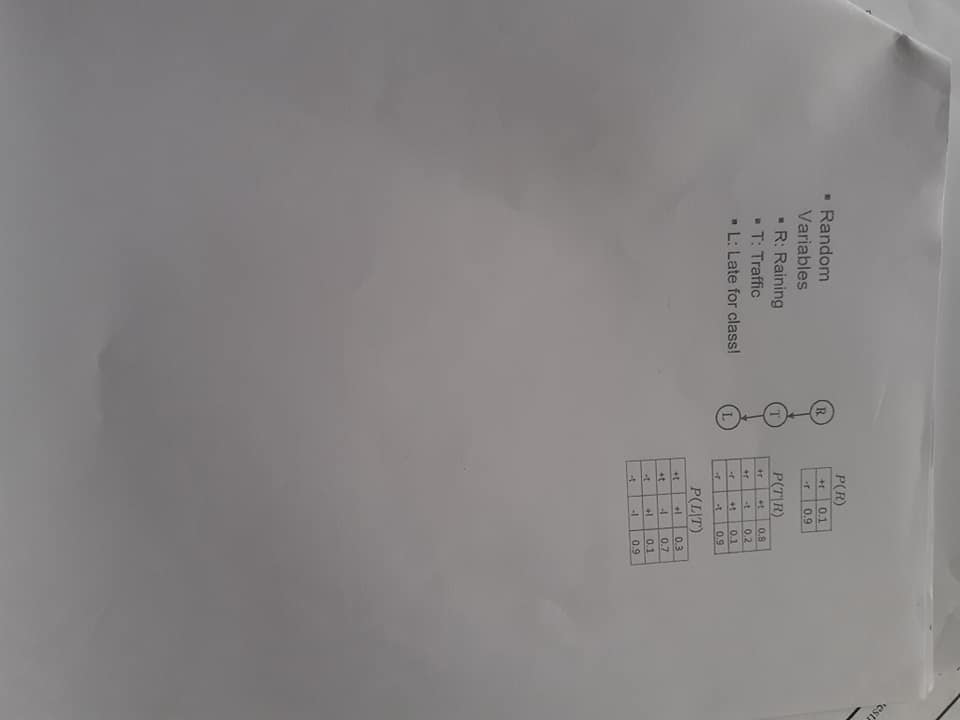 ▪ Random
Variables
▪ R: Raining
▪ T: Traffic
▪ L: Late for class!
R
T
L
P(R)
+r 0.1
-r 0.9
P(T|R)
+r +t 0.8
+r -t 0.2
-r +t 0.1
-r -t 0.9
P(L|T)
+t +l 0.3
+t -l 0.7
-t +l 0.1
-t -l 0.9